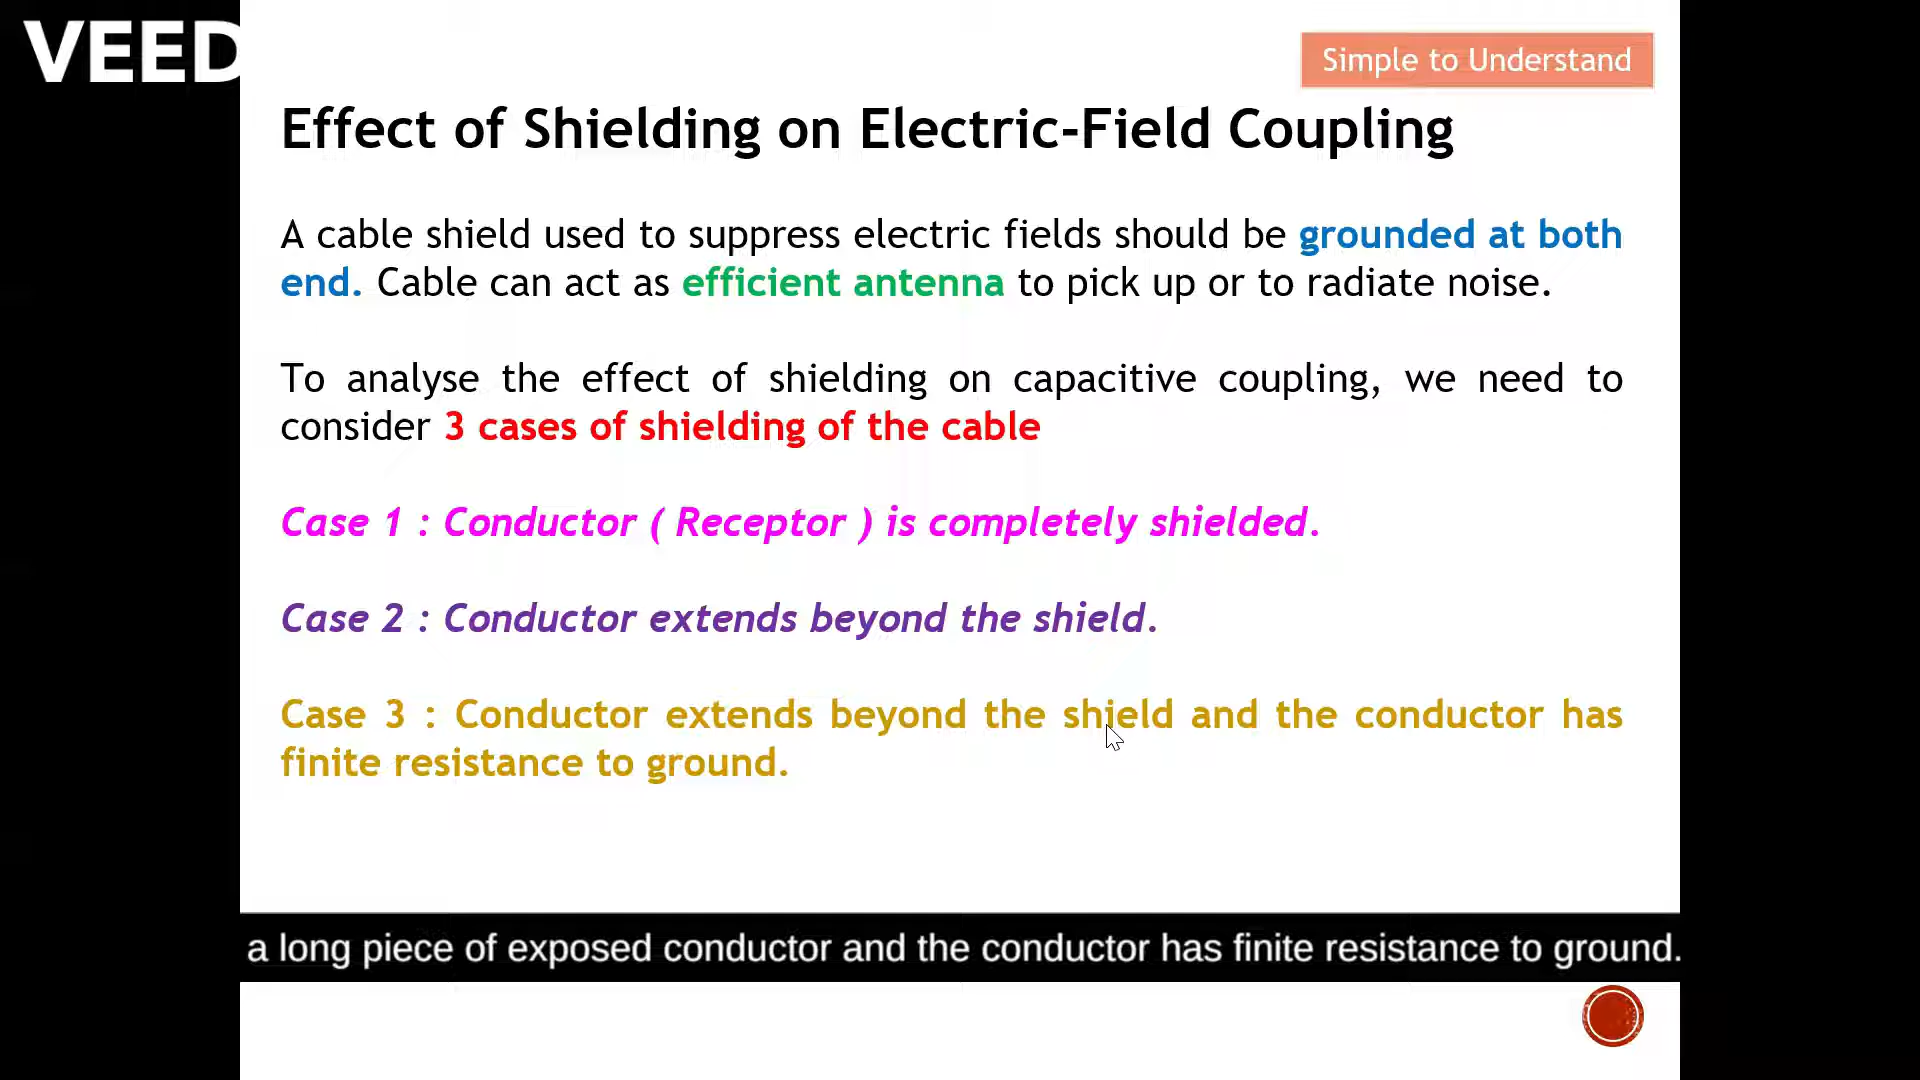 VEED
Simple to Understand
Effect of Shielding on Electric-Field Coupling
A cable shield used to suppress electric fields should be grounded at both
end. Cable can act as efficient antenna to pick up or to radiate noise.
To analyse the effect of shielding on capacitive coupling, we need to
consider 3 cases of shielding of the cable
Case 1 : Conductor ( Receptor ) is completely shielded.
Case 2 : Conductor extends beyond the shield.
Case 3 : Conductor extends beyond the shield and the conductor has
finite resistance to ground.
a long piece of exposed conductor and the conductor has finite resistance to ground.